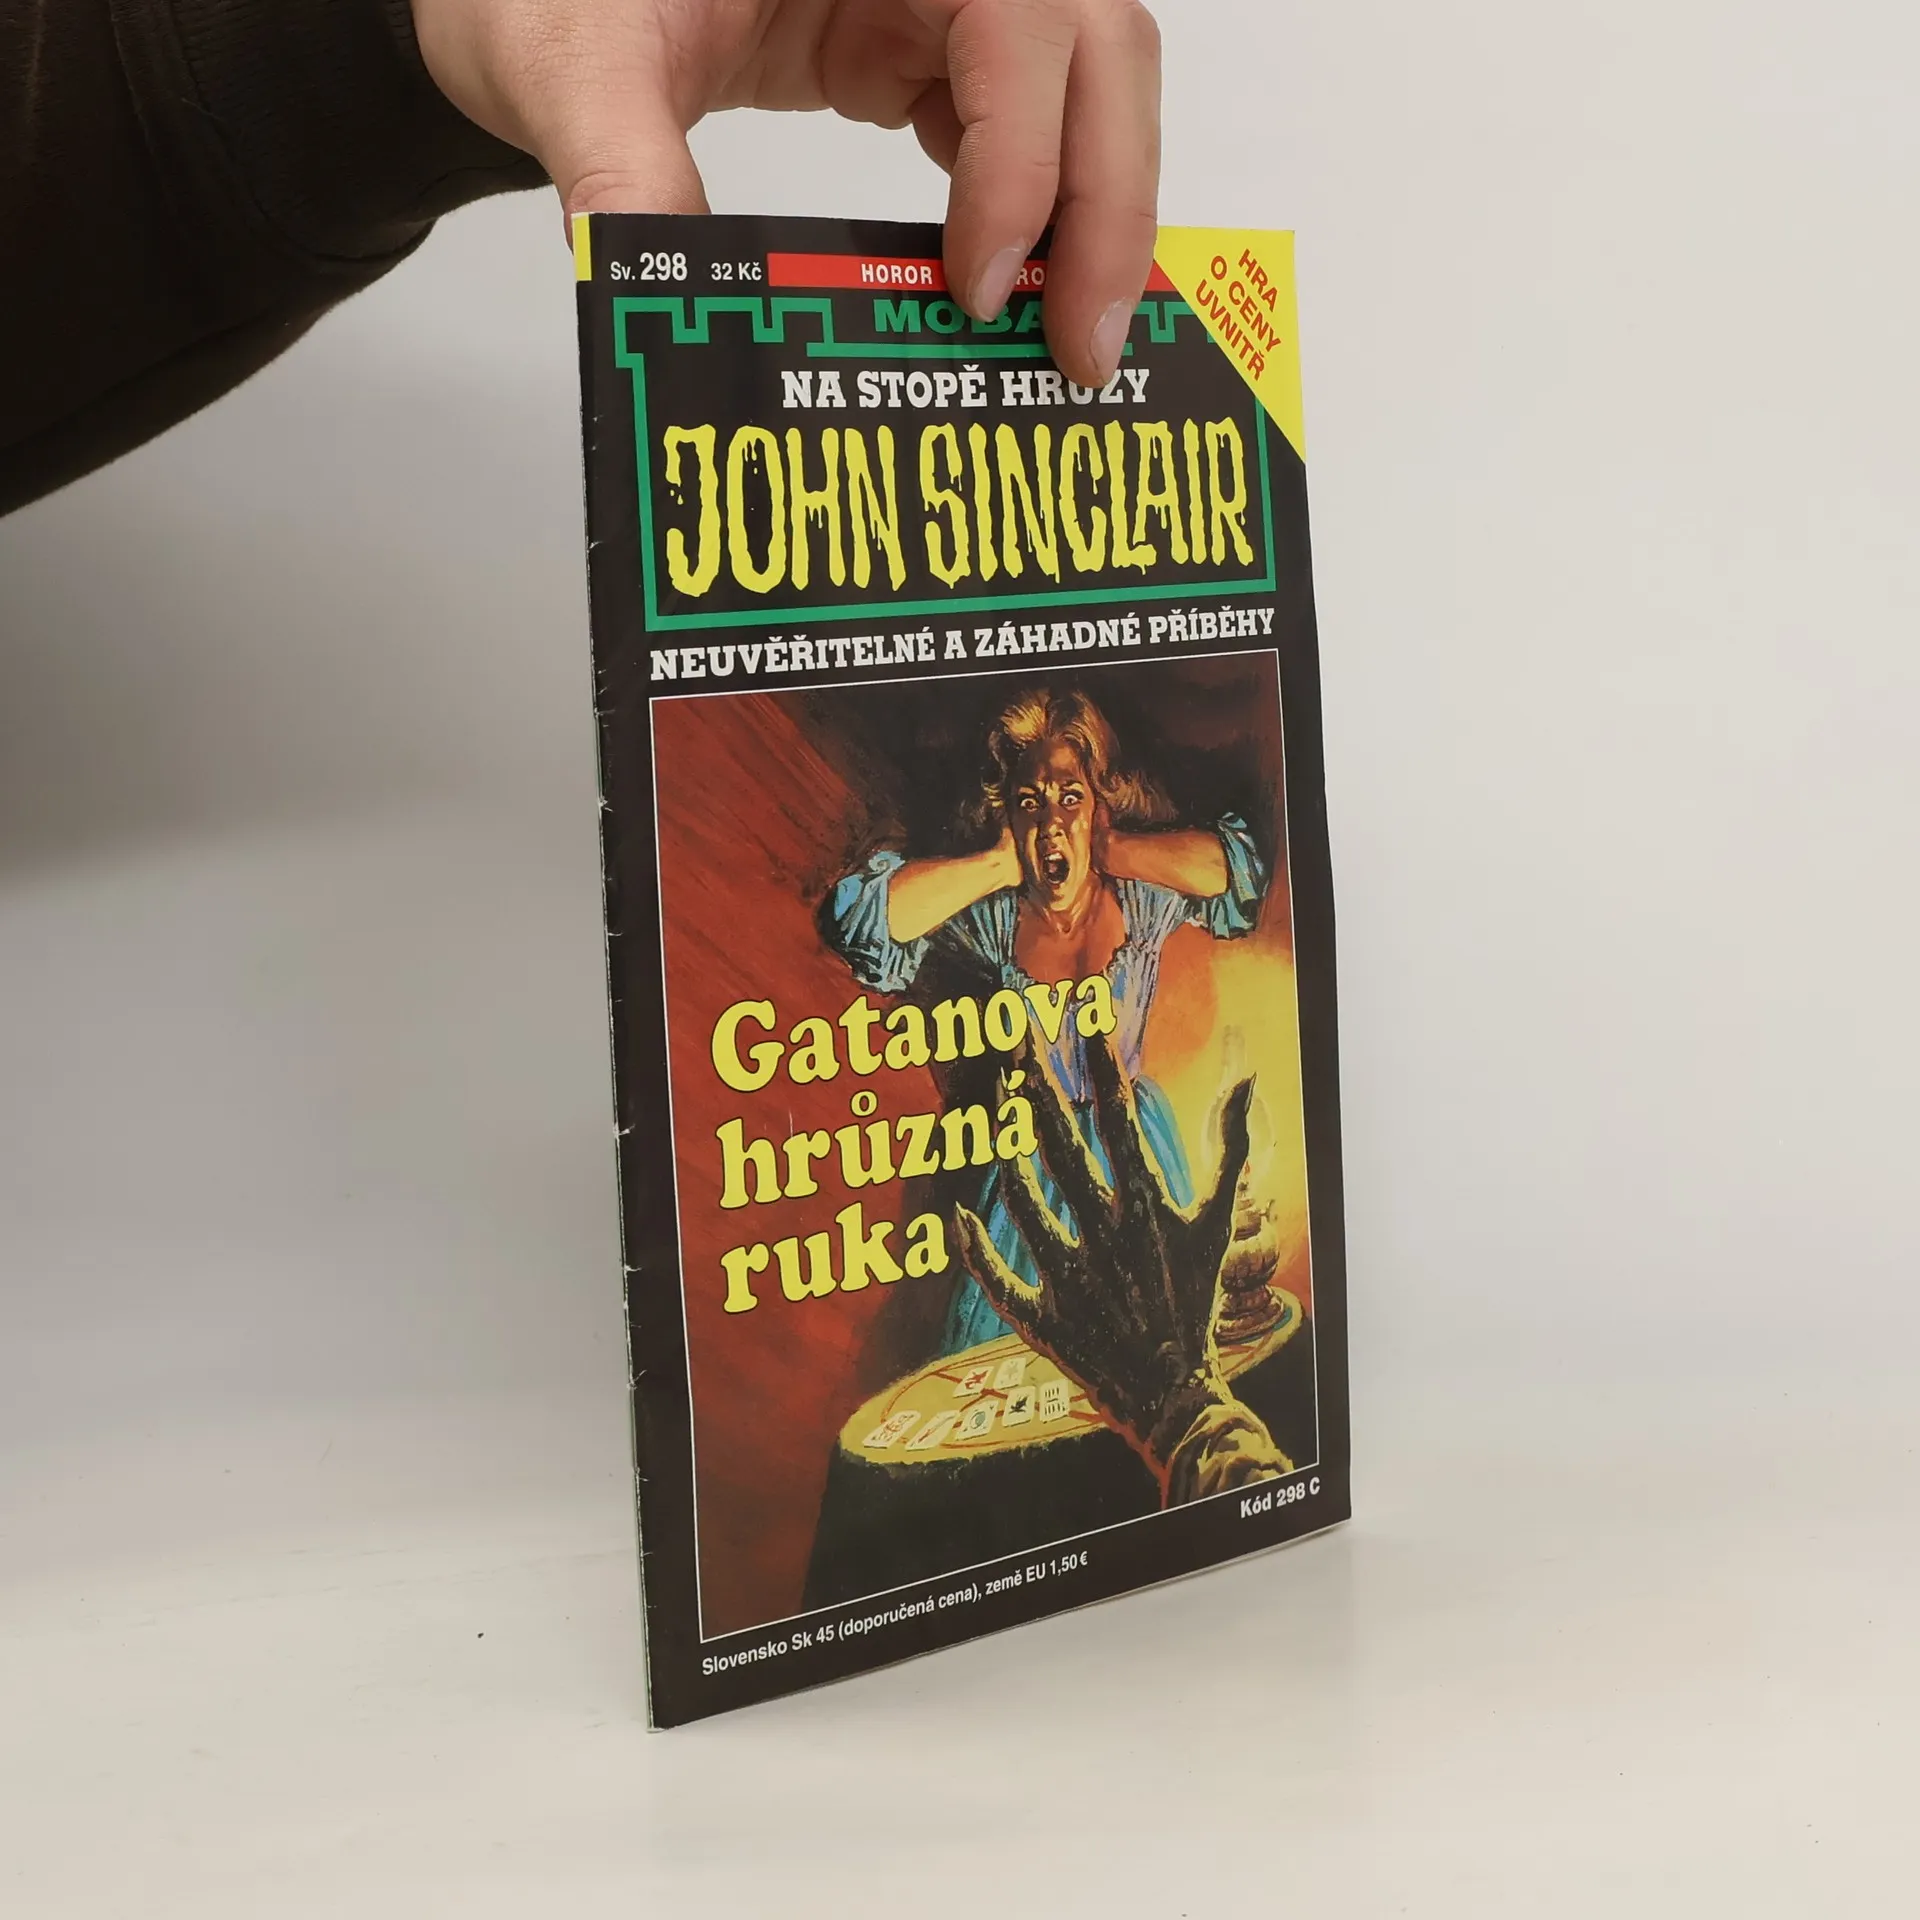 Sv. 298 32 Kč HOROR
HRA
O CENY
UVNITŘ
MOBA
NA STOPĚ HRŮZY
JOHN SINCLAIR
NEUVĚŘITELNÉ A ZÁHADNÉ PŘÍBĚHY
Gatanova
hrůzná
ruka
Kód 298 C
Slovensko Sk 45 (doporučená cena), země EU 1,50 €